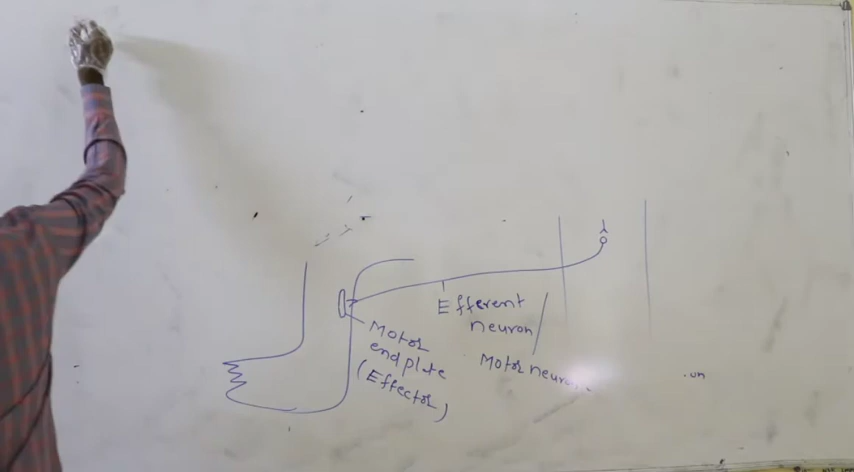 Efferent
neuron/
Motor neuron
Motor
end plate
(Effector)